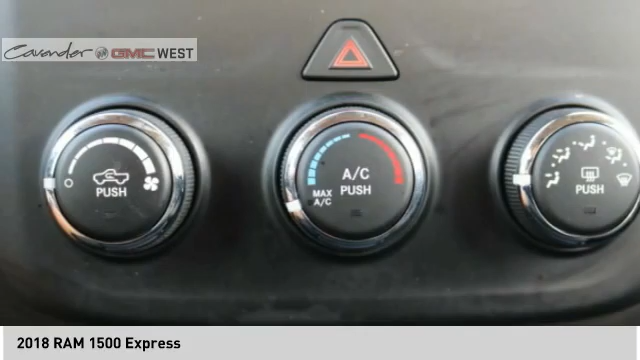 Cavender GMC WEST
PUSH
A/C
PUSH
MAX
A/C
PUSH
2018 RAM 1500 Express